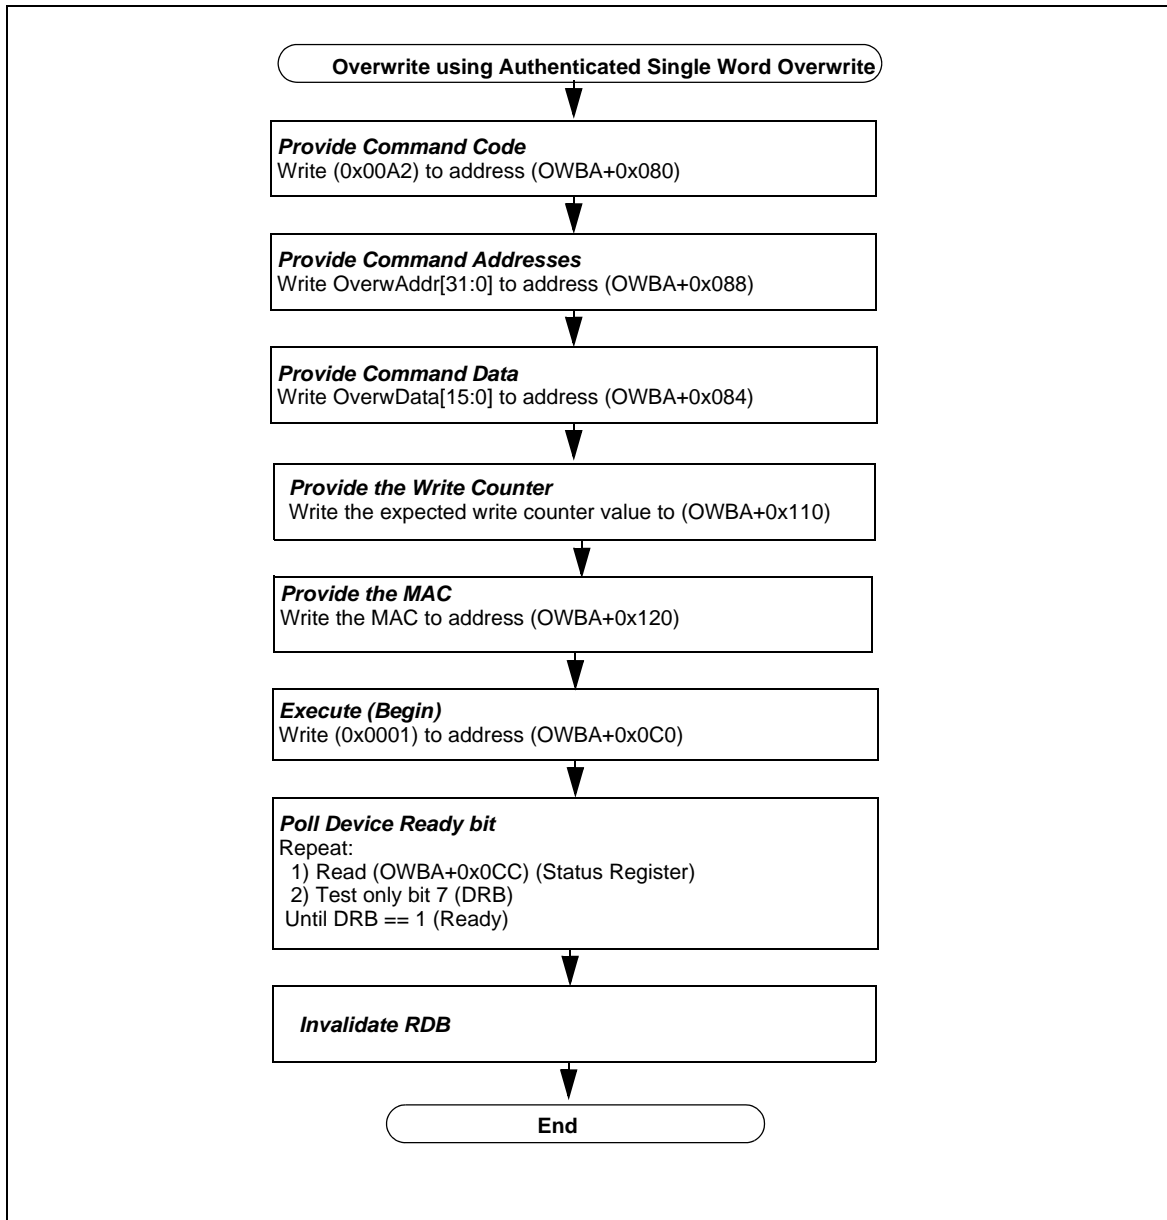 Overwrite using Authenticated Single Word Overwrite
Provide Command Code
Write (0x00A2) to address (OWBA+0x080)
Provide Command Addresses
Write OverwAddr[31:0] to address (OWBA+0x088)
Provide Command Data
Write OverwData[15:0] to address (OWBA+0x084)
Provide the Write Counter
Write the expected write counter value to (OWBA+0x110)
Provide the MAC
Write the MAC to address (OWBA+0x120)
Execute (Begin)
Write (0x0001) to address (OWBA+0x0C0)
Poll Device Ready bit
Repeat:
1) Read (OWBA+0x0CC) (Status Register)
2) Test only bit 7 (DRB)
Until DRB == 1 (Ready)
Invalidate RDB
End